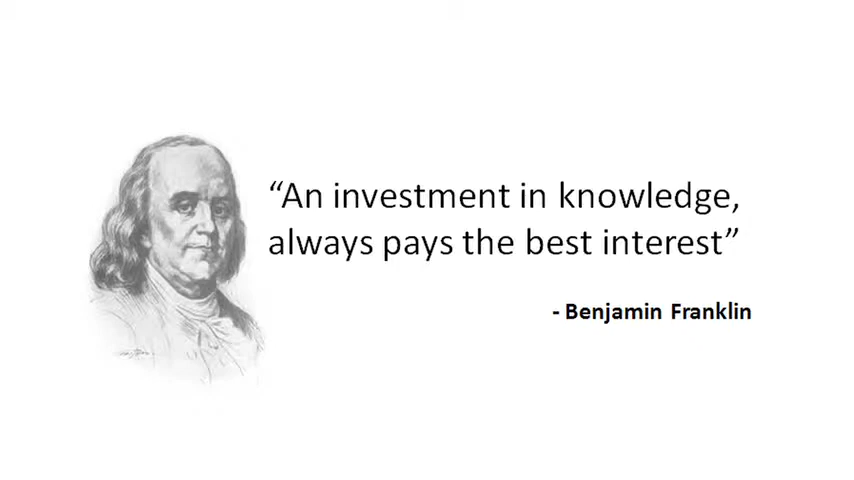 “An investment in knowledge,
always pays the best interest”
- Benjamin Franklin